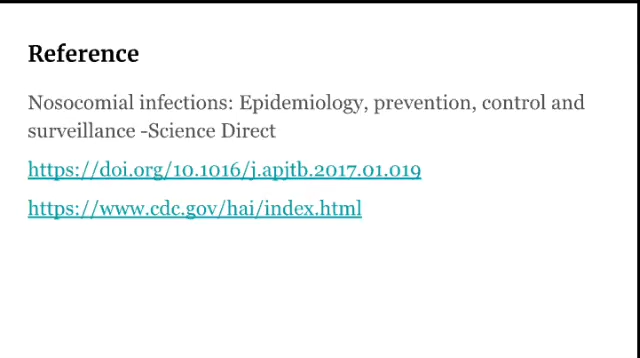 Reference
Nosocomial infections: Epidemiology, prevention, control and
surveillance -Science Direct
https://doi.org/10.1016/j.apjtb.2017.01.019
https://www.cdc.gov/hai/index.html